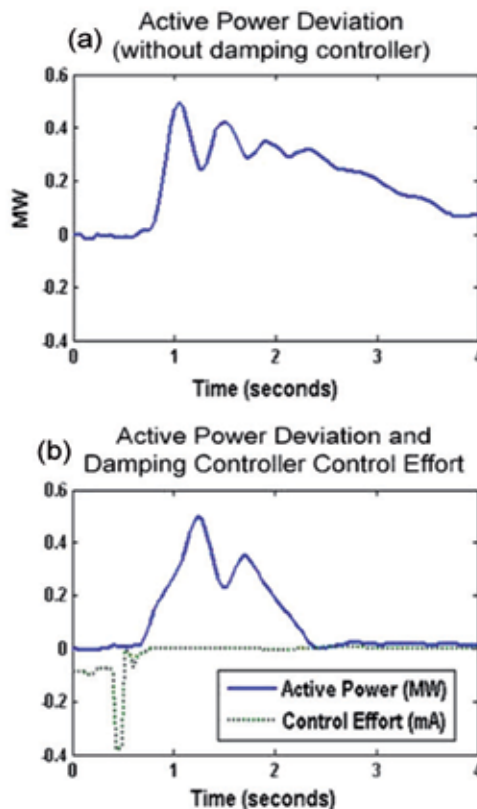 (a) Active Power Deviation
(without damping controller)
0.6
0.4
0.2
0
-0.2
-0.4
MW
0 1 2 3 4
Time (seconds)
(b) Active Power Deviation and
Damping Controller Control Effort
0.6
0.4
0.2
0
-0.2
-0.4
Active Power (MW)
Control Effort (mA)
0 1 2 3 4
Time (seconds)